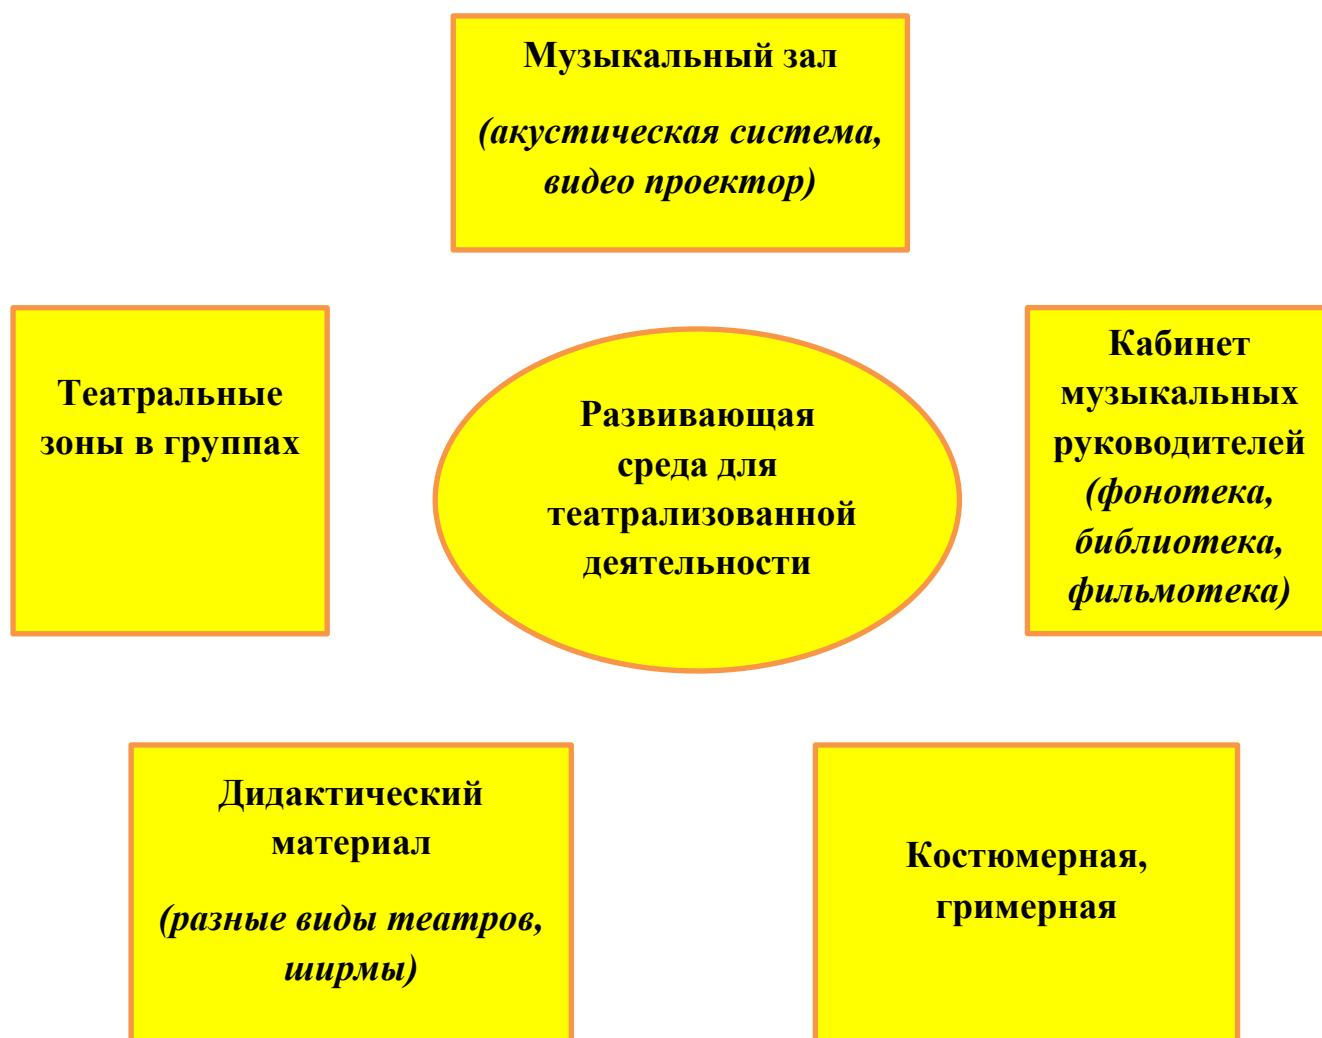 Музыкальный зал
(акустическая система,
видео проектор)
Театральные
зоны в группах
Развивающая
среда для
театрализованной
деятельности
Кабинет
музыкальных
руководителей
(фонотека,
библиотека,
фильмотека)
Дидактический
материал
(разные виды театров,
ширмы)
Костюмерная,
гримерная